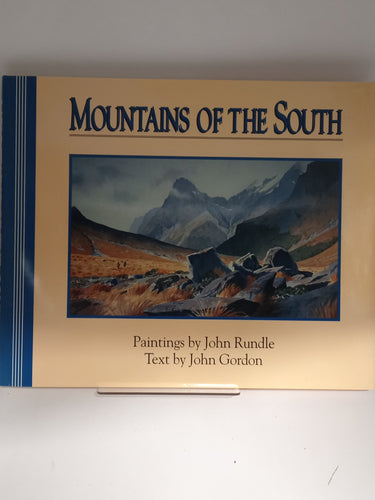 MOUNTAINS OF THE SOUTH
Paintings by John Rundle
Text by John Gordon